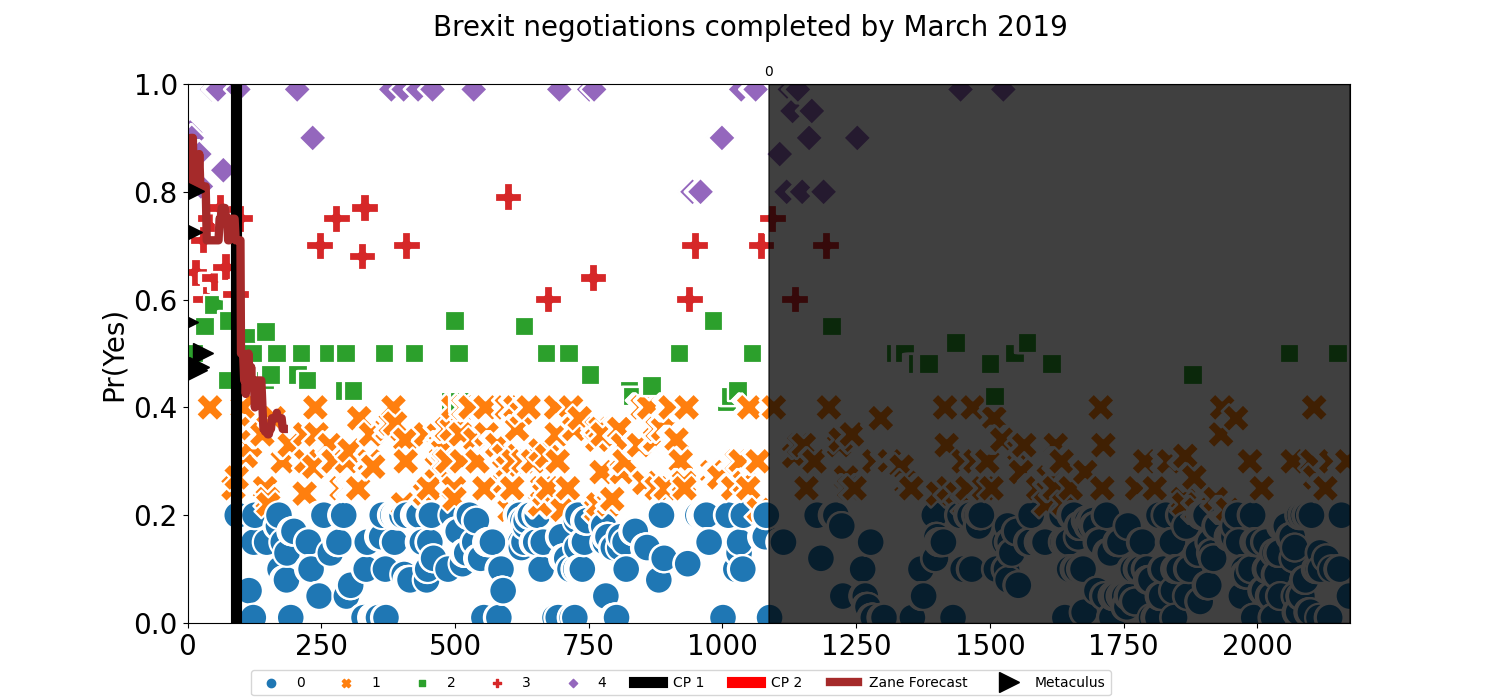 Brexit negotiations completed by March 2019
0
1.0
0.8
0.6
0.4
0.2
0.0
Pr(Yes)
0 250 500 750 1000 1250 1500 1750 2000
0 1 2 3 4 CP 1 CP 2 Zane Forecast Metaculus